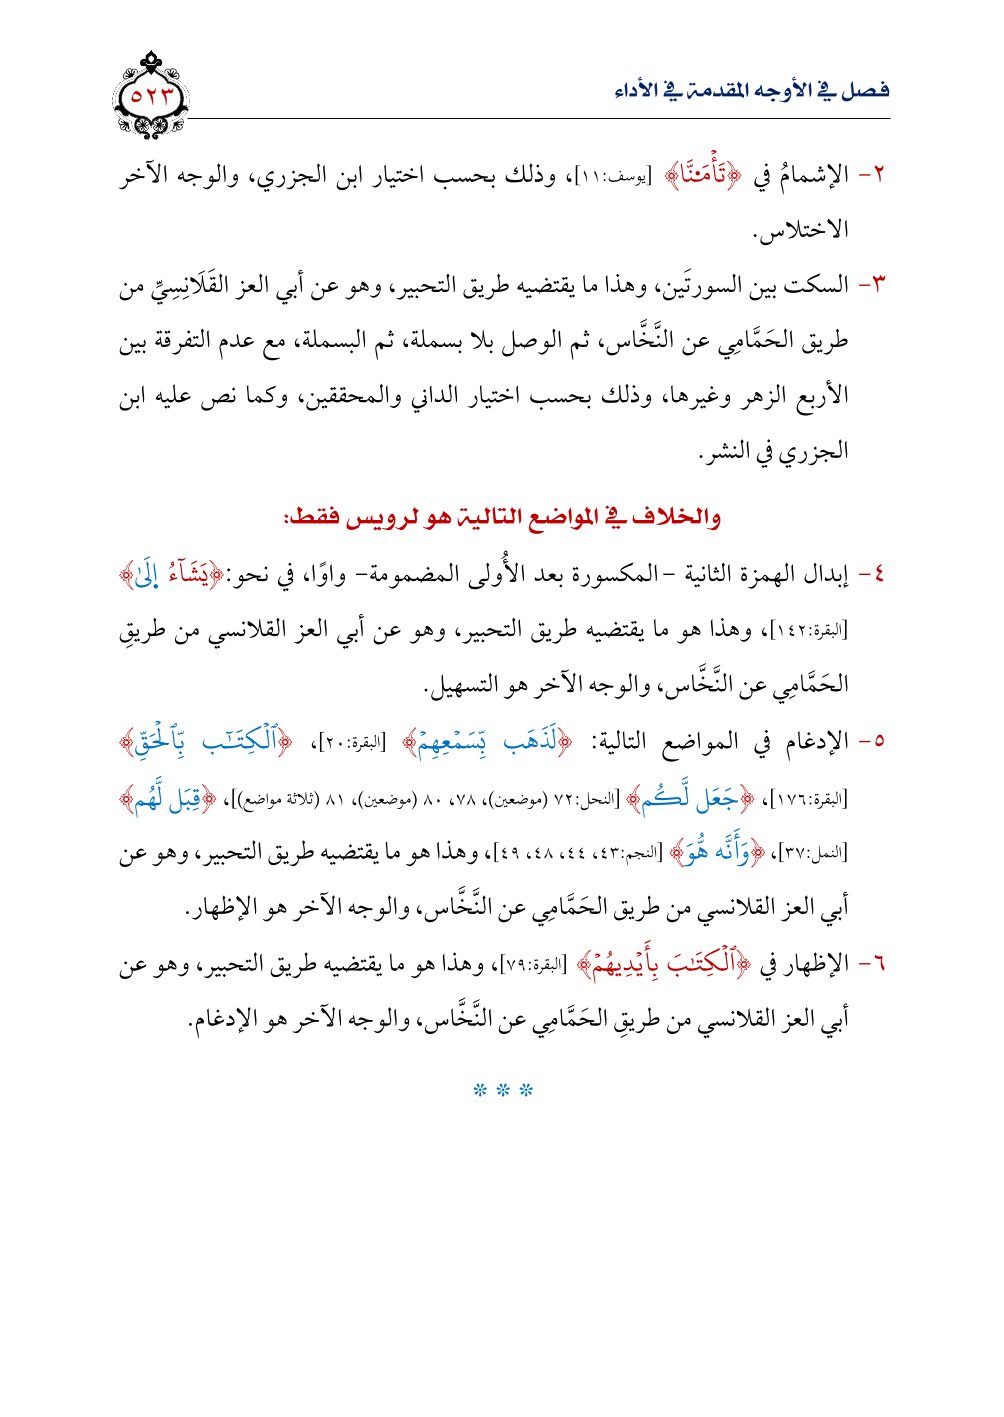 فصل في الأوجه المقدمة في الأداء
٥٢٣
٢- الإشمامُ في ﴿تَأْمَ۬نَّا﴾ [يوسف:١١]، وذلك بحسب اختيار ابن الجزري، والوجه الآخر
الاختلاس.
٣- السكت بين السورتَين، وهذا ما يقتضيه طريق التحبير، وهو عن أبي العز القَلَانِسِيِّ من
طريق الحَمَّامِي عن النَّخَّاس، ثم الوصل بلا بسملة، ثم البسملة، مع عدم التفرقة بين
الأربع الزهر وغيرها، وذلك بحسب اختيار الداني والمحققين، وكما نص عليه ابن
الجزري في النشر.
والخلاف في المواضع التالية هو لرويس فقط:
٤- إبدال الهمزة الثانية -المكسورة بعد الأُولى المضمومة- واوًا، في نحو:﴿يَشَآءُ إِلَىٰ﴾
[البقرة:١٤٢]، وهذا هو ما يقتضيه طريق التحبير، وهو عن أبي العز القلانسي من طريقِ
الحَمَّامِي عن النَّخَّاس، والوجه الآخر هو التسهيل.
٥- الإدغام في المواضع التالية: ﴿لَذَهَب بِّسَمْعِهِمْ﴾ [البقرة:٢٠]، ﴿ٱلْكِتَٰب بِّٱلْحَقِّ﴾
[البقرة:١٧٦]، ﴿جَعَل لَّكُم﴾ [النحل:٧٢ (موضعين)، ٧٨، ٨٠ (موضعين)، ٨١ (ثلاثة مواضع)]، ﴿قِبَل لَّهُم﴾
[النمل:٣٧]، ﴿وَأَنَّه هُّوَ﴾ [النجم:٤٣، ٤٤، ٤٨، ٤٩]، وهذا هو ما يقتضيه طريق التحبير، وهو عن
أبي العز القلانسي من طريق الحَمَّامِي عن النَّخَّاس، والوجه الآخر هو الإظهار.
٦- الإظهار في ﴿ٱلْكِتَٰبَ بِأَيْدِيهُمْ﴾ [البقرة:٧٩]، وهذا هو ما يقتضيه طريق التحبير، وهو عن
أبي العز القلانسي من طريقِ الحَمَّامِي عن النَّخَّاس، والوجه الآخر هو الإدغام.
* * *